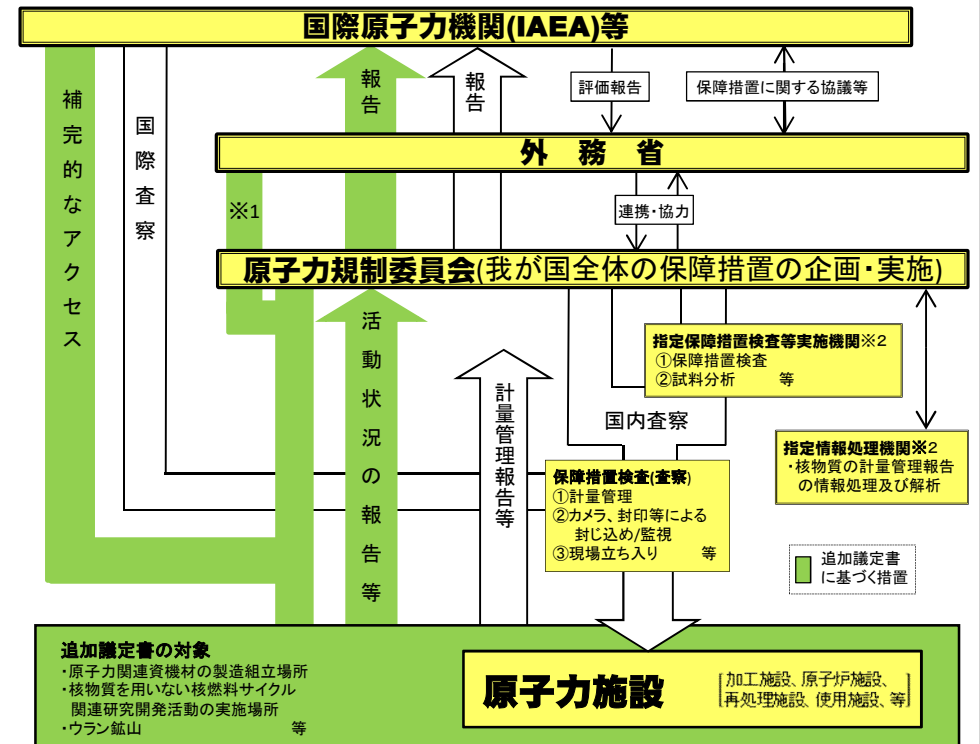 国際原子力機関(IAEA)等
補完的なアクセス
国際査察
報告
報告
評価報告
保障措置に関する協議等
外 務 省
※1
連携・協力
原子力規制委員会(我が国全体の保障措置の企画・実施)
活動状況の報告等
計量管理報告等
指定保障措置検査等実施機関※2
①保障措置検査
②試料分析 等
国内査察
指定情報処理機関※2
・核物質の計量管理報告
の情報処理及び解析
保障措置検査(査察)
①計量管理
②カメラ、封印等による
封じ込め/監視
③現場立ち入り 等
追加議定書
に基づく措置
追加議定書の対象
・原子力関連資機材の製造組立場所
・核物質を用いない核燃料サイクル
関連研究開発活動の実施場所
・ウラン鉱山 等
原子力施設
加工施設、原子炉施設、
再処理施設、使用施設、等